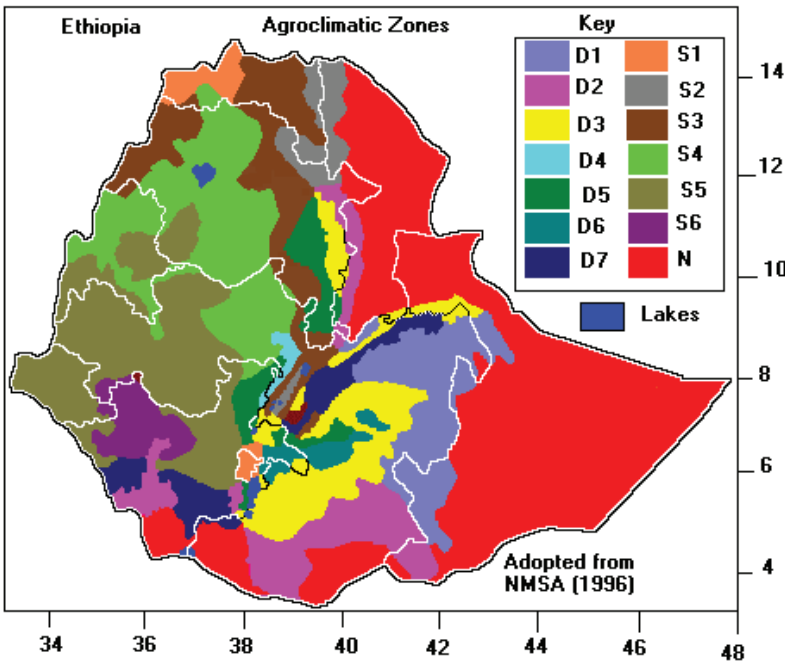 Ethiopia Agroclimatic Zones Key
D1 S1
D2 S2
D3 S3
D4 S4
D5 S5
D6 S6
D7 N
Lakes
14
12
10
8
6
4
Adopted from
NMSA (1996)
34 36 38 40 42 44 46 48